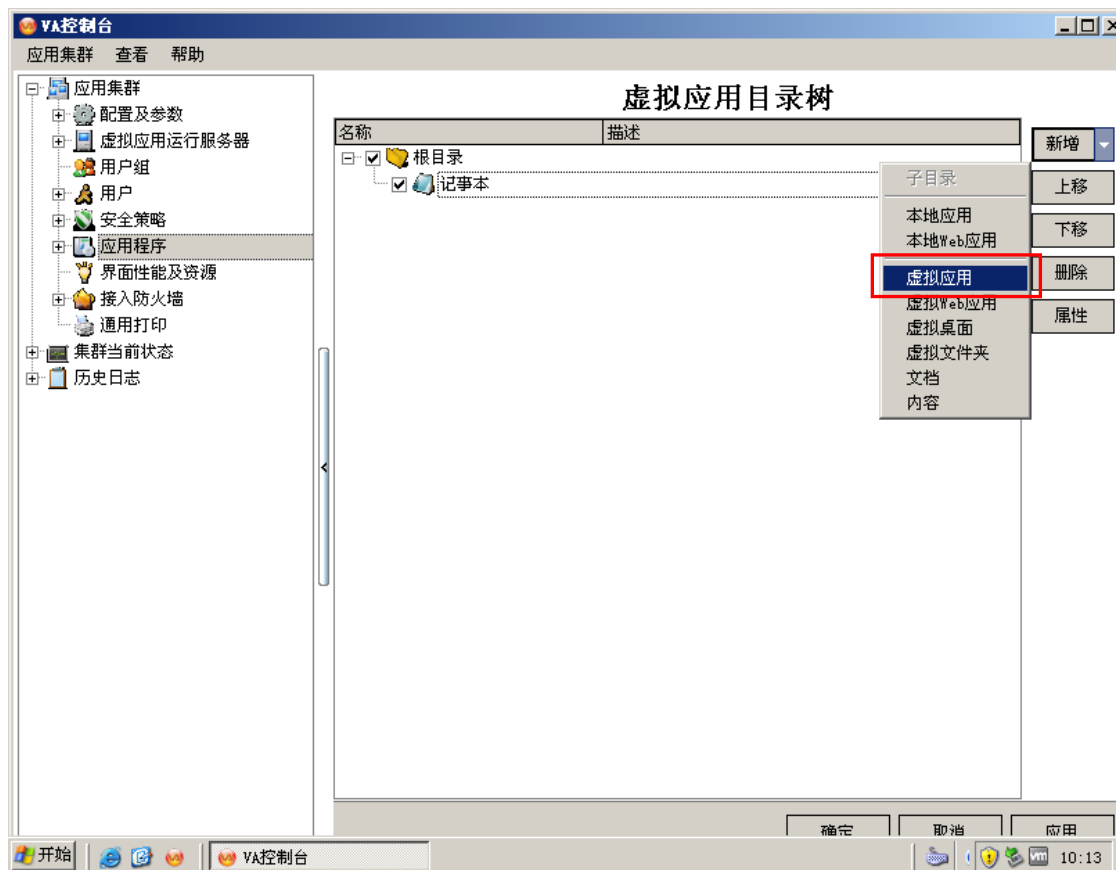 VA控制台
应用集群 查看 帮助
应用集群
配置及参数
虚拟应用运行服务器
用户组
用户
安全策略
应用程序
界面性能及资源
接入防火墙
通用打印
集群当前状态
历史日志
虚拟应用目录树
名称 描述
根目录
记事本
新增
上移
下移
删除
属性
子目录
本地应用
本地Web应用
虚拟应用
虚拟Web应用
虚拟桌面
虚拟文件夹
文档
内容
确定 取消 应用
开始 VA控制台 10:13